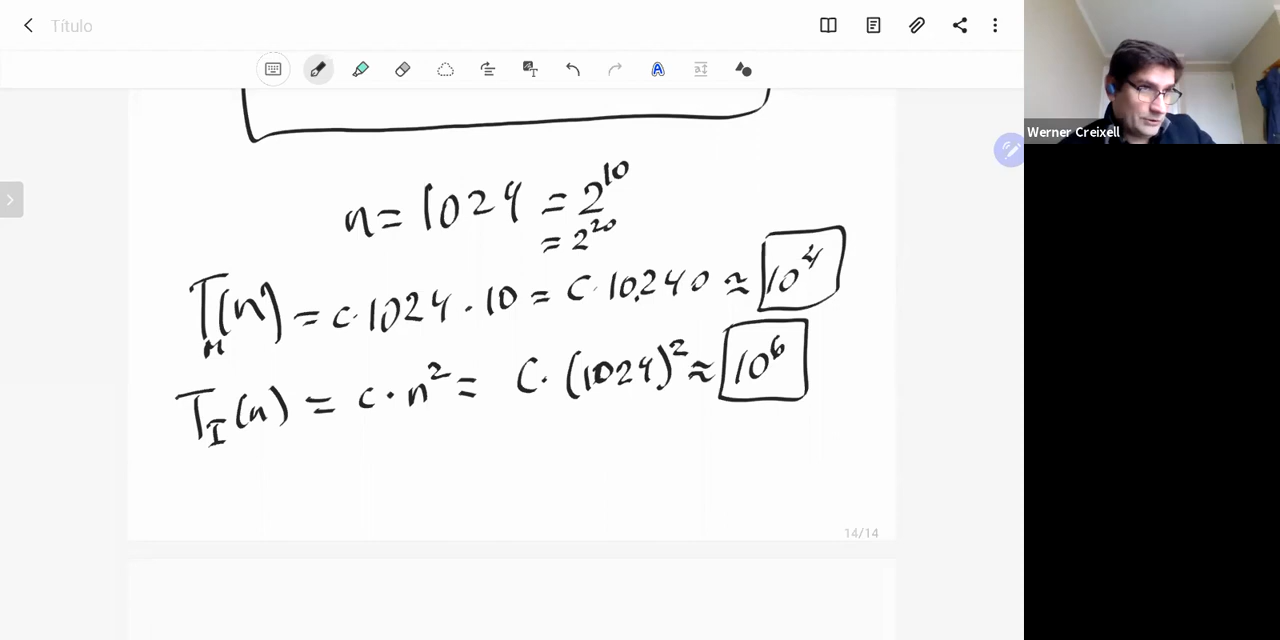 Título
Werner Creixell
n = 1024 = 2^10
= 2^20
T_M(n) = c·1024·10 = c·10,240 ≈ 10^4
T_I(n) = c·n^2 = c·(1024)^2 ≈ 10^6
14/14